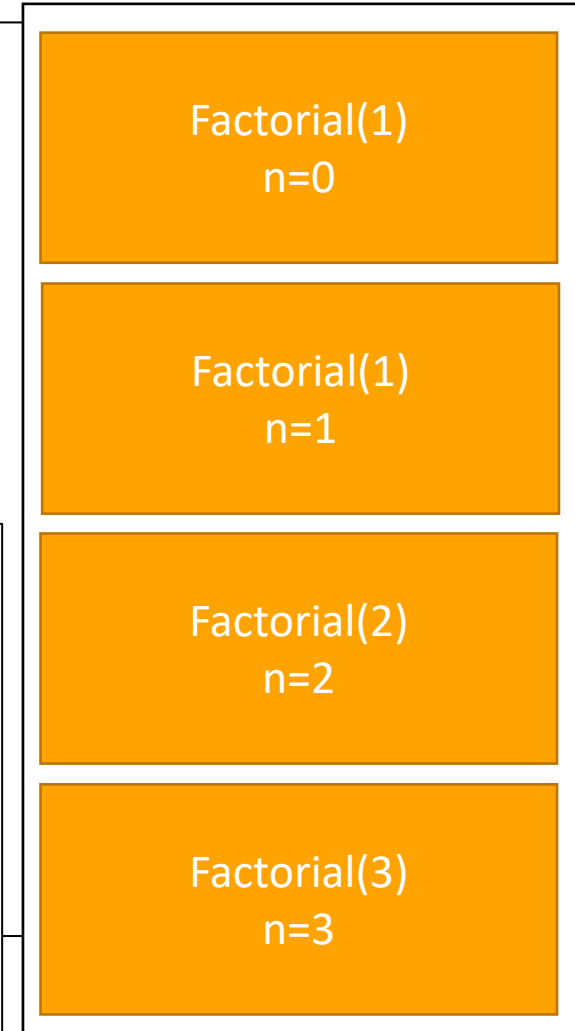 Factorial(1)
n=0
Factorial(1)
n=1
Factorial(2)
n=2
Factorial(3)
n=3